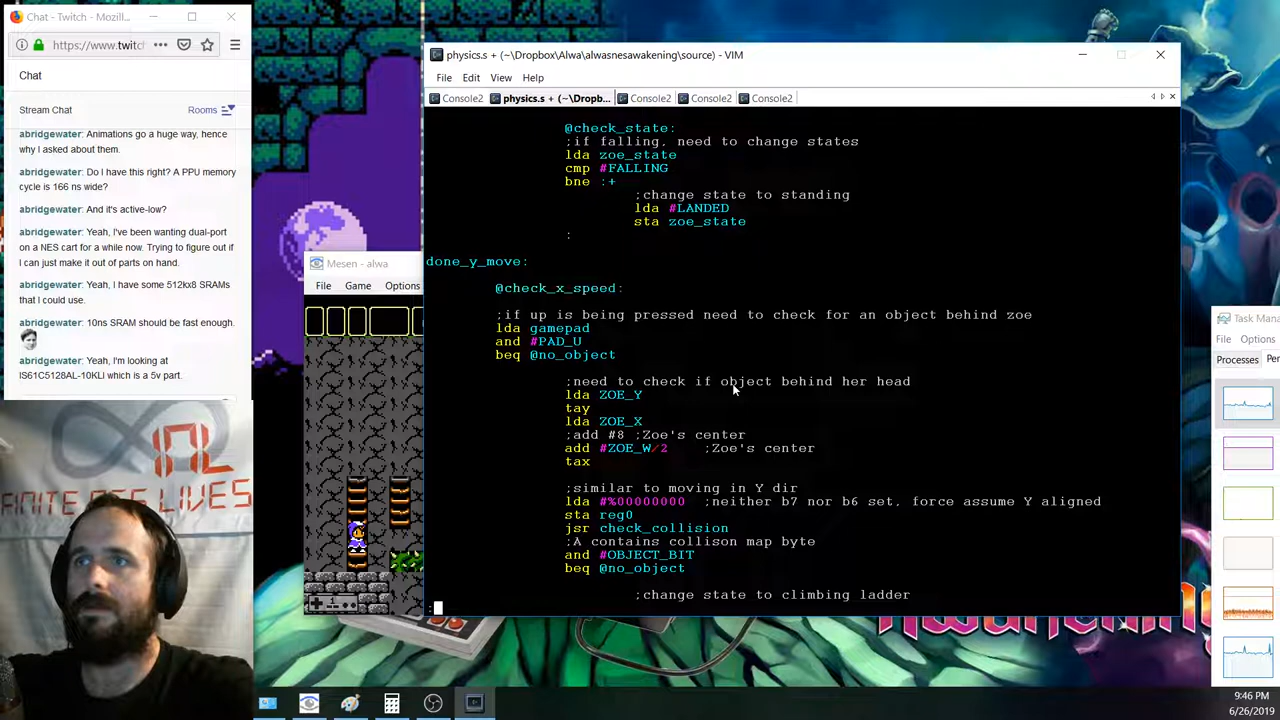 Chat - Twitch - Mozill...
https://www.twitc
Chat
Stream Chat
Rooms
abridgewater: Animations go a huge way, hence
why I asked about them.
abridgewater: Do I have this right? A PPU memory
cycle is 166 ns wide?
abridgewater: And it's active-low?
abridgewater: Yeah, I've been wanting dual-port
on a NES cart for a while now. Trying to figure out if
I can just make it out of parts on hand.
abridgewater: Yeah, I have some 512kx8 SRAMs
that I could use.
abridgewater: 10ns SRAM should be fast enough.
abridgewater: Yeah, I'm looking at
IS61C5128AL-10KLI which is a 5v part.
Mesen - alwa
File Game Options
physics.s + (~\Dropbox\Alwa\alwasnesawakening\source) - VIM
File Edit View Help
Console2 physics.s + (~\Dropb... Console2 Console2 Console2
@check_state:
;if falling, need to change states
lda zoe_state
cmp #FALLING
bne :+
;change state to standing
lda #LANDED
sta zoe_state
:
done_y_move:
@check_x_speed:
;if up is being pressed need to check for an object behind zoe
lda gamepad
and #PAD_U
beq @no_object
;need to check if object behind her head
lda ZOE_Y
tay
lda ZOE_X
;add #8 ;Zoe's center
add #ZOE_W/2 ;Zoe's center
tax
;similar to moving in Y dir
lda #%00000000 ;neither b7 nor b6 set, force assume Y aligned
sta reg0
jsr check_collision
;A contains collison map byte
and #OBJECT_BIT
beq @no_object
;change state to climbing ladder
:
Task Mana
File Options
Processes Per
9:46 PM
6/26/2019